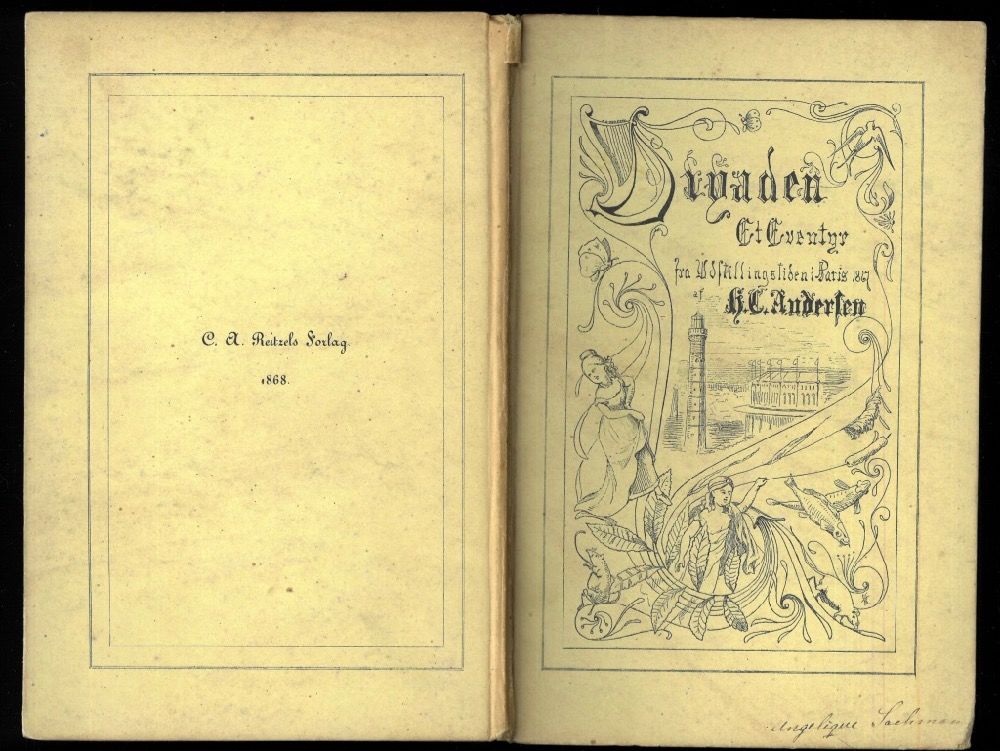 C. A. Reitzels Forlag.
1868.
Dryaden
Et Eventyr
fra Udstillingstiden i Paris 1867
af
H. C. Andersen
Angelique